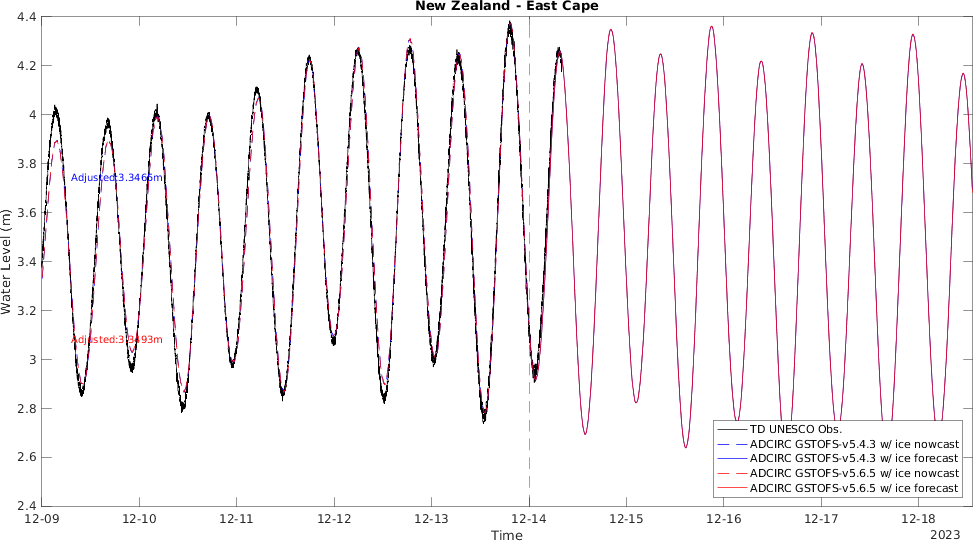 New Zealand - East Cape
4.4
4.2
4
3.8
3.6
3.4
3.2
3
2.8
2.6
2.4
Water Level (m)
Adjusted:3.3466m
Adjusted:3.3493m
TD UNESCO Obs.
ADCIRC GSTOFS-v5.4.3 w/ ice nowcast
ADCIRC GSTOFS-v5.4.3 w/ ice forecast
ADCIRC GSTOFS-v5.6.5 w/ ice nowcast
ADCIRC GSTOFS-v5.6.5 w/ ice forecast
12-09 12-10 12-11 12-12 12-13 12-14 12-15 12-16 12-17 12-18
Time
2023